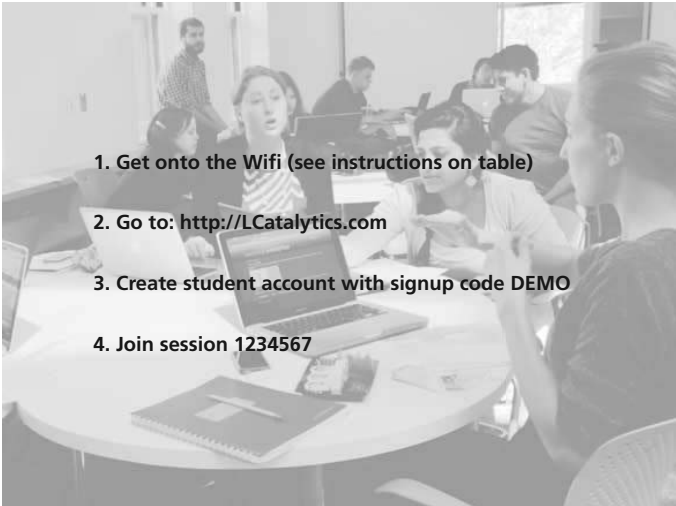 1. Get onto the Wifi (see instructions on table)
2. Go to: http://LCatalytics.com
3. Create student account with signup code DEMO
4. Join session 1234567